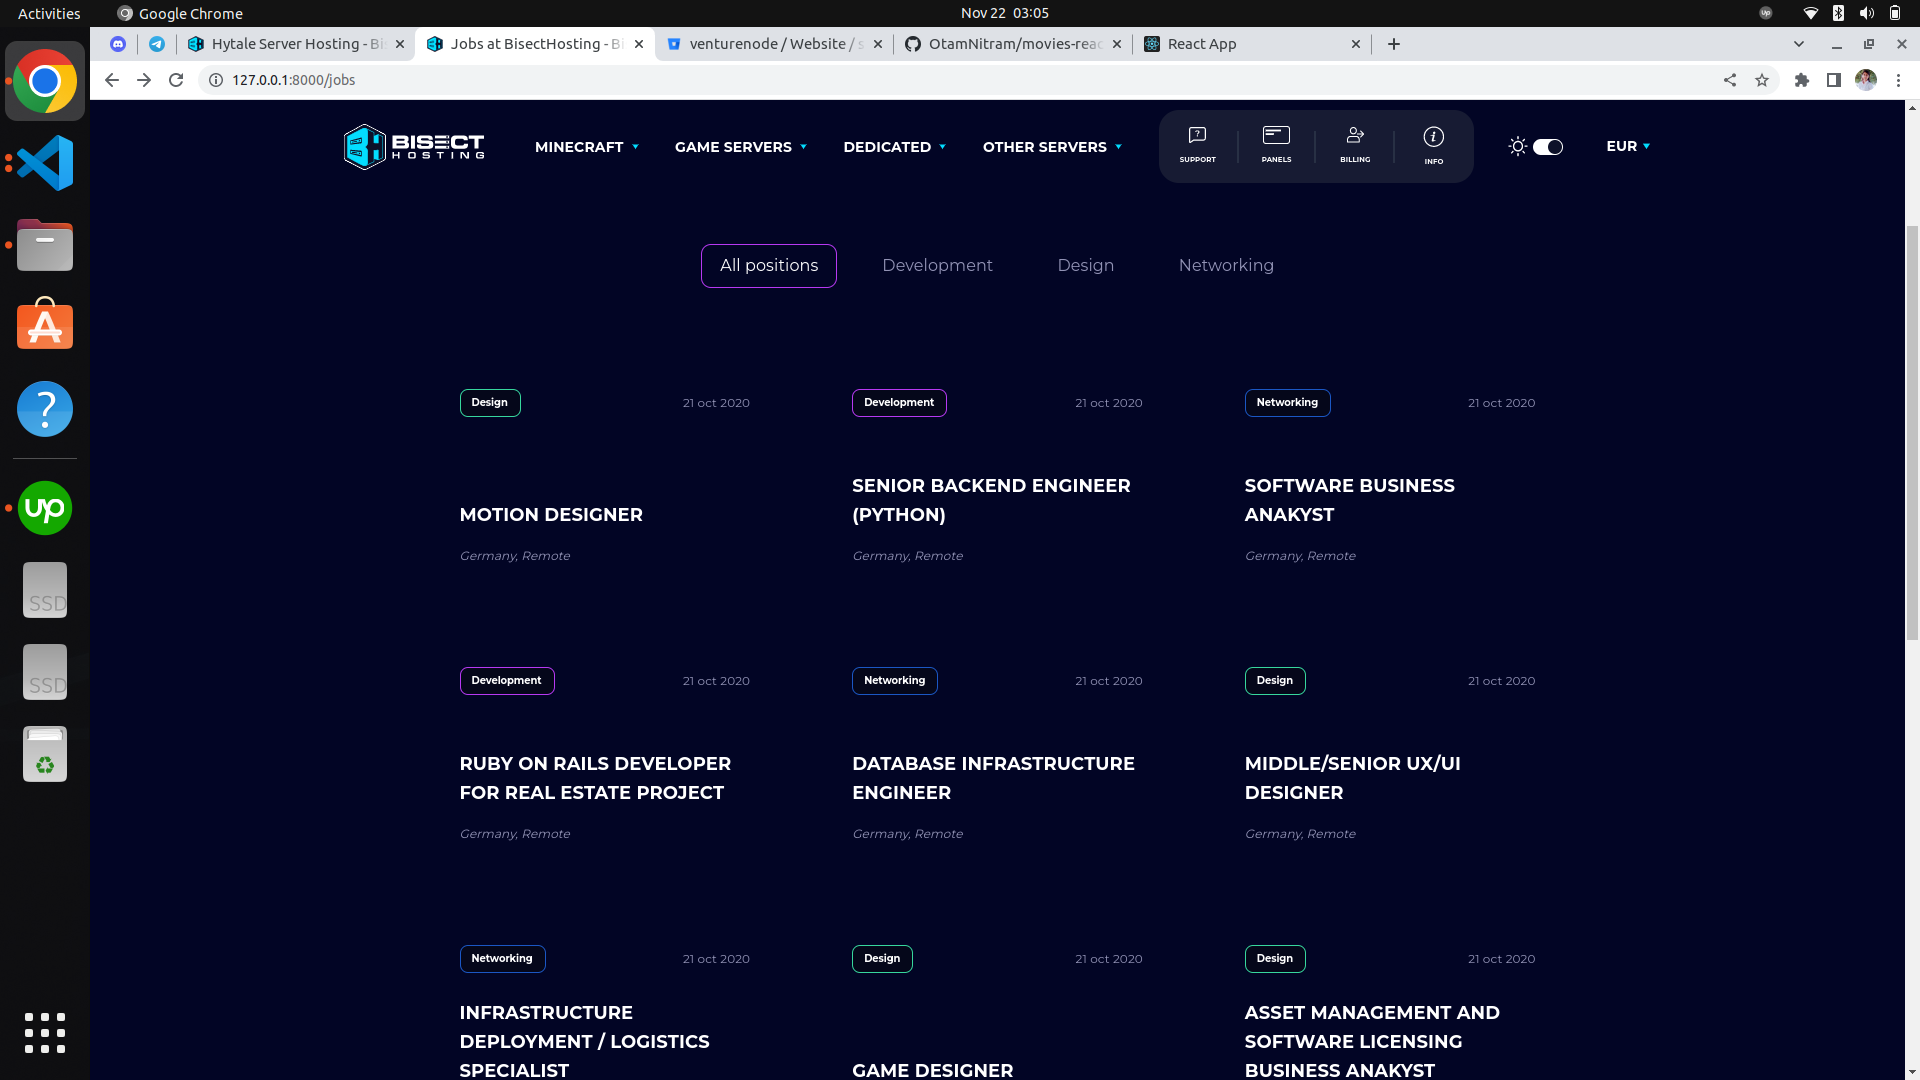 Activities
Google Chrome
Nov 22 03:05
Hytale Server Hosting - Bi
Jobs at BisectHosting - Bi
venturenode / Website / s
OtamNitram/movies-reac
React App
127.0.0.1:8000/jobs
BISECT
HOSTING
MINECRAFT
GAME SERVERS
DEDICATED
OTHER SERVERS
SUPPORT
PANELS
BILLING
INFO
EUR
All positions
Development
Design
Networking
Design
21 oct 2020
MOTION DESIGNER
Germany, Remote
Development
21 oct 2020
SENIOR BACKEND ENGINEER
(PYTHON)
Germany, Remote
Networking
21 oct 2020
SOFTWARE BUSINESS
ANAKYST
Germany, Remote
Development
21 oct 2020
RUBY ON RAILS DEVELOPER
FOR REAL ESTATE PROJECT
Germany, Remote
Networking
21 oct 2020
DATABASE INFRASTRUCTURE
ENGINEER
Germany, Remote
Design
21 oct 2020
MIDDLE/SENIOR UX/UI
DESIGNER
Germany, Remote
Networking
21 oct 2020
INFRASTRUCTURE
DEPLOYMENT / LOGISTICS
SPECIALIST
Design
21 oct 2020
GAME DESIGNER
Design
21 oct 2020
ASSET MANAGEMENT AND
SOFTWARE LICENSING
BUSINESS ANAKYST
up
SSD
SSD